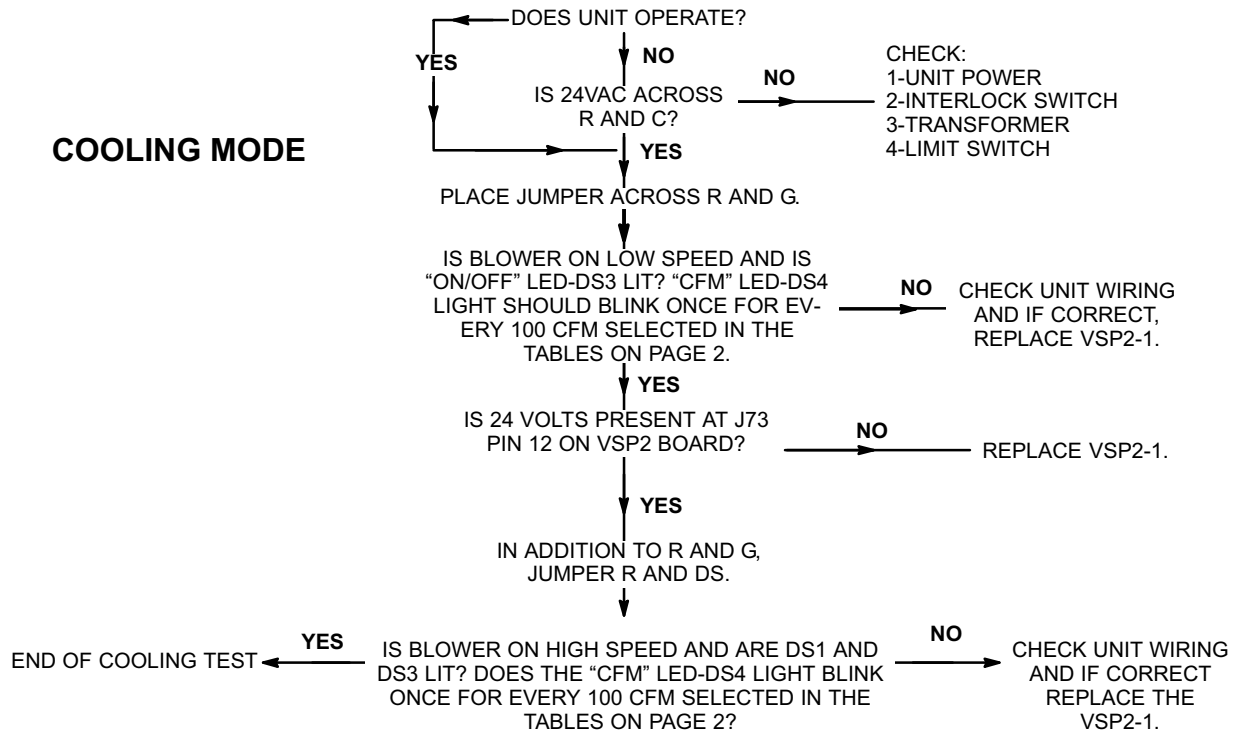 DOES UNIT OPERATE?
YES
NO
IS 24VAC ACROSS
R AND C?
NO
CHECK:
1-UNIT POWER
2-INTERLOCK SWITCH
3-TRANSFORMER
4-LIMIT SWITCH
COOLING MODE
YES
PLACE JUMPER ACROSS R AND G.
IS BLOWER ON LOW SPEED AND IS
“ON/OFF” LED-DS3 LIT? “CFM” LED-DS4
LIGHT SHOULD BLINK ONCE FOR EV-
ERY 100 CFM SELECTED IN THE
TABLES ON PAGE 2.
NO
CHECK UNIT WIRING
AND IF CORRECT,
REPLACE VSP2-1.
YES
IS 24 VOLTS PRESENT AT J73
PIN 12 ON VSP2 BOARD?
NO
REPLACE VSP2-1.
YES
IN ADDITION TO R AND G,
JUMPER R AND DS.
IS BLOWER ON HIGH SPEED AND ARE DS1 AND
DS3 LIT? DOES THE “CFM” LED-DS4 LIGHT BLINK
ONCE FOR EVERY 100 CFM SELECTED IN THE
TABLES ON PAGE 2?
YES
END OF COOLING TEST
NO
CHECK UNIT WIRING
AND IF CORRECT
REPLACE THE
VSP2-1.